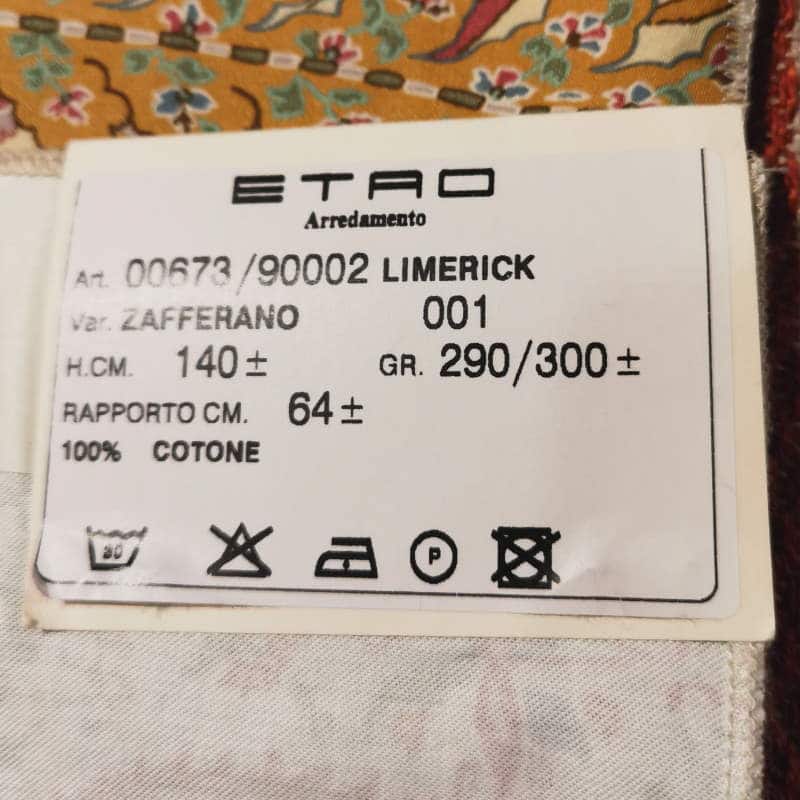 ETRO
Arredamento
Art. 00673/90002 LIMERICK
Var. ZAFFERANO 001
H.CM. 140± GR. 290/300±
RAPPORTO CM. 64±
100% COTONE
30 P